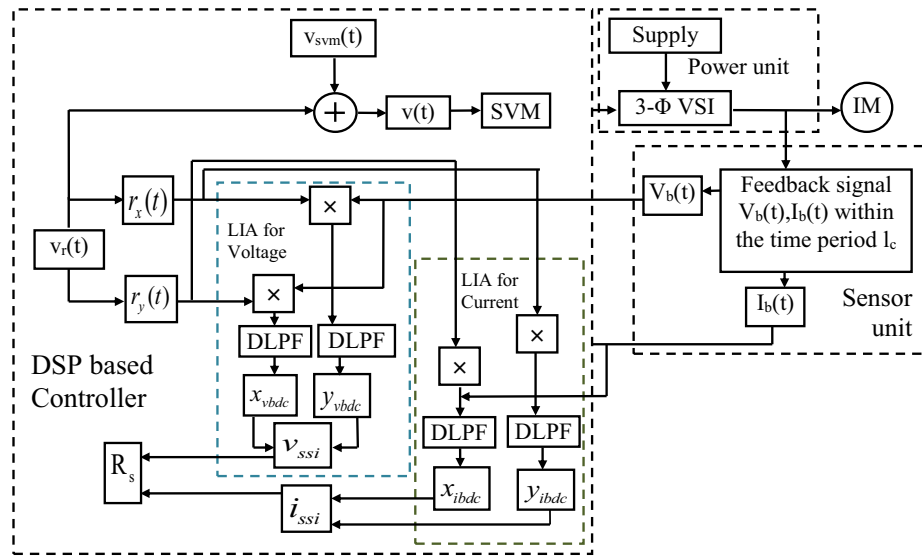 v_svm(t)
Supply
Power unit
+
v(t)
SVM
3-Φ VSI
IM
r_x(t)
×
V_b(t)
Feedback signal
V_b(t),I_b(t) within
the time period l_c
LIA for
Voltage
v_r(t)
r_y(t)
×
LIA for
Current
I_b(t)
Sensor
unit
DLPF
DLPF
×
×
DSP based
Controller
x_vbdc
y_vbdc
DLPF
DLPF
v_ssi
R_s
x_ibdc
y_ibdc
i_ssi